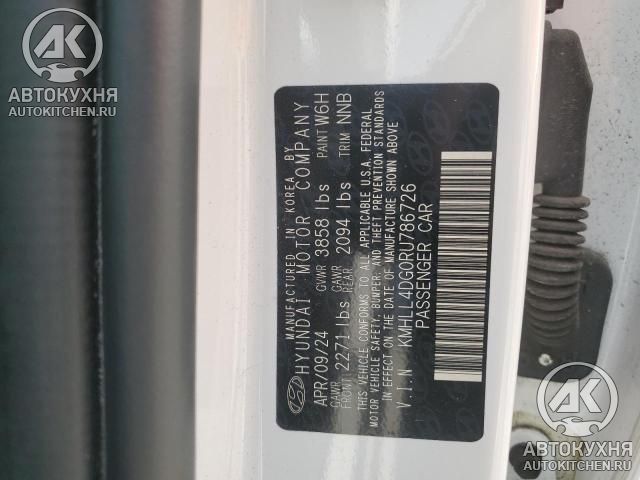 MANUFACTURED IN KOREA BY
HYUNDAI MOTOR COMPANY
APR/09/24 GVWR 3858 lbs PAINT W6H
GAWR FRONT 2271 lbs GAWR REAR 2094 lbs TRIM NNB
THIS VEHICLE CONFORMS TO ALL APPLICABLE U.S.A. FEDERAL
MOTOR VEHICLE SAFETY, BUMPER, AND THEFT PREVENTION STANDARDS
IN EFFECT ON THE DATE OF MANUFACTURE SHOWN ABOVE
V.I.N KMHLL4DG0RU786726
PASSENGER CAR
АК
АВТОКУХНЯ
AUTOKITCHEN.RU
АК
АВТОКУХНЯ
AUTOKITCHEN.RU